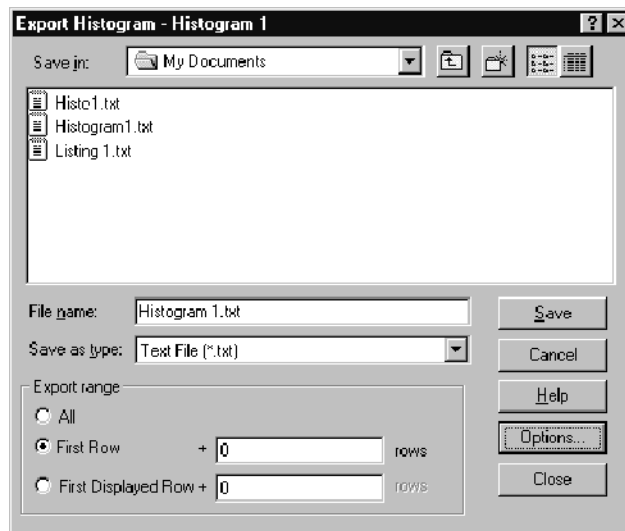 Export Histogram - Histogram 1
Save in: My Documents
Histo1.txt
Histogram1.txt
Listing 1.txt
File name: Histogram 1.txt Save
Save as type: Text File (*.txt) Cancel
Export range Help
All
First Row + 0 rows Options...
First Displayed Row + 0 rows Close